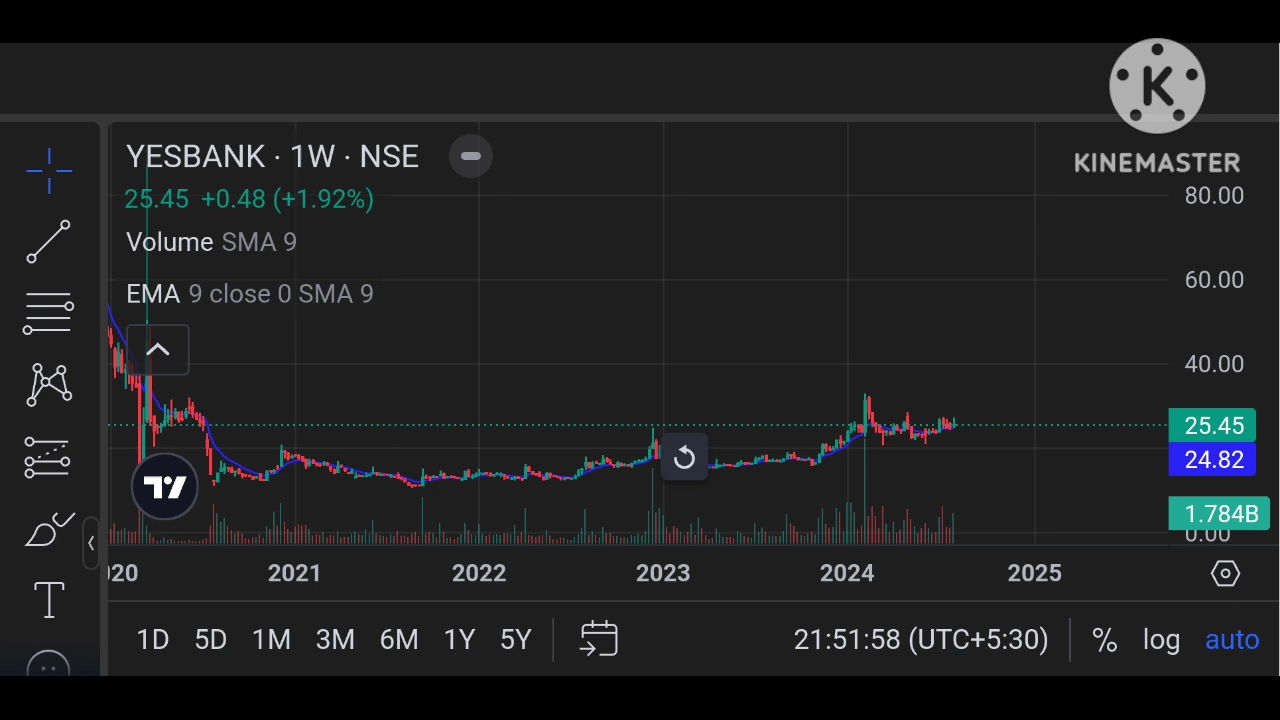 K
KINEMASTER
YESBANK · 1W · NSE
25.45 +0.48 (+1.92%)
Volume SMA 9
EMA 9 close 0 SMA 9
80.00
60.00
40.00
25.45
24.82
1.784B
0.00
T
020 2021 2022 2023 2024 2025
1D 5D 1M 3M 6M 1Y 5Y 21:51:58 (UTC+5:30) % log auto